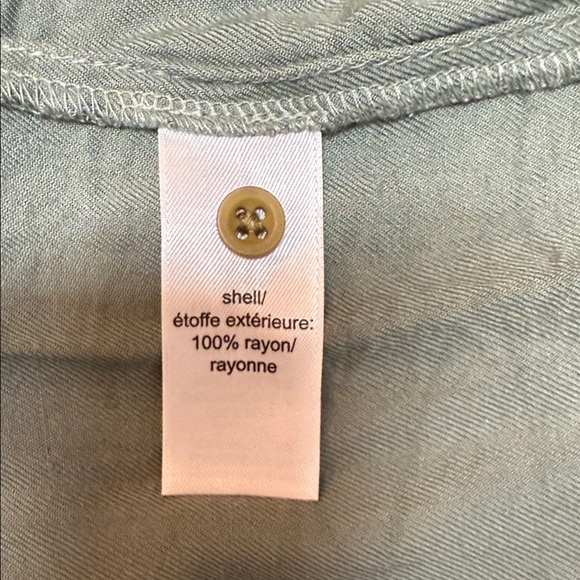 shell/
étoffe extérieure:
100% rayon/
rayonne